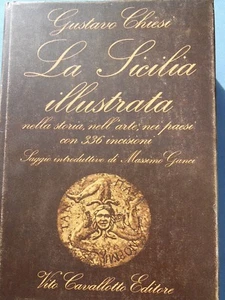 Gustavo Chiesi
La Sicilia
illustrata
nella storia, nell'arte, nei paesi
con 336 incisioni
Saggio introduttivo di Massimo Ganci
Vito Cavallotto Editore